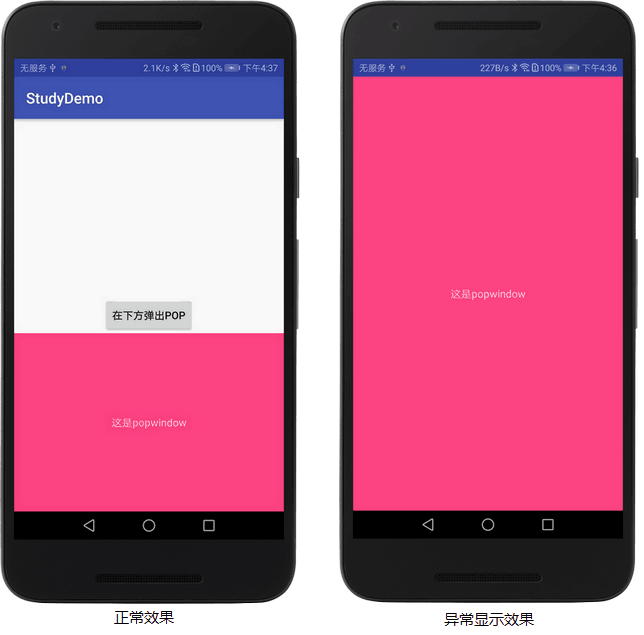 无服务 2.1K/s 100% 下午4:37
StudyDemo
在下方弹出POP
这是popwindow
正常效果
无服务 227B/s 100% 下午4:36
这是popwindow
异常显示效果